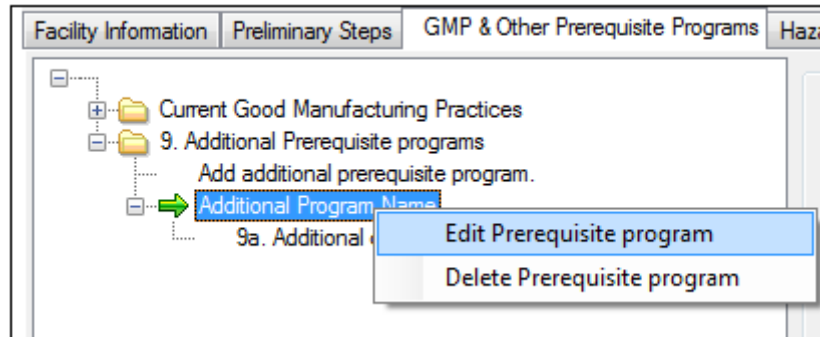 Facility Information Preliminary Steps GMP & Other Prerequisite Programs
Current Good Manufacturing Practices
9. Additional Prerequisite programs
Add additional prerequisite program.
Additional Program Name
9a. Additional
Edit Prerequisite program
Delete Prerequisite program